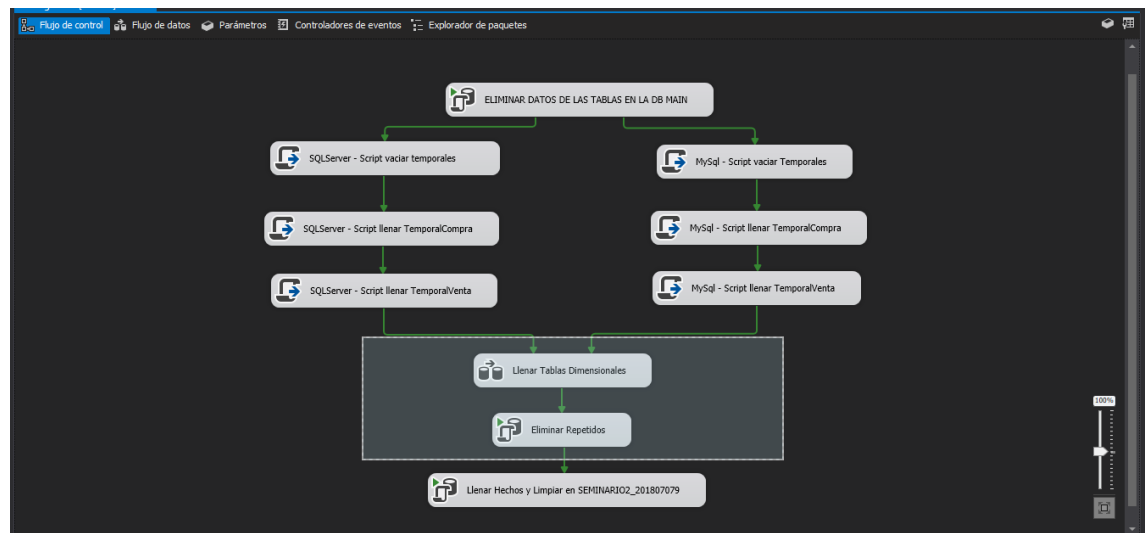 Flujo de control
Flujo de datos
Parámetros
Controladores de eventos
Explorador de paquetes
ELIMINAR DATOS DE LAS TABLAS EN LA DB MAIN
SQLServer - Script vaciar temporales
MySql - Script vaciar Temporales
SQLServer - Script llenar TemporalCompra
MySql - Script llenar TemporalCompra
SQLServer - Script llenar TemporalVenta
MySql - Script llenar TemporalVenta
Llenar Tablas Dimensionales
Eliminar Repetidos
Llenar Hechos y Limpiar en SEMINARIO2_201807079
100%